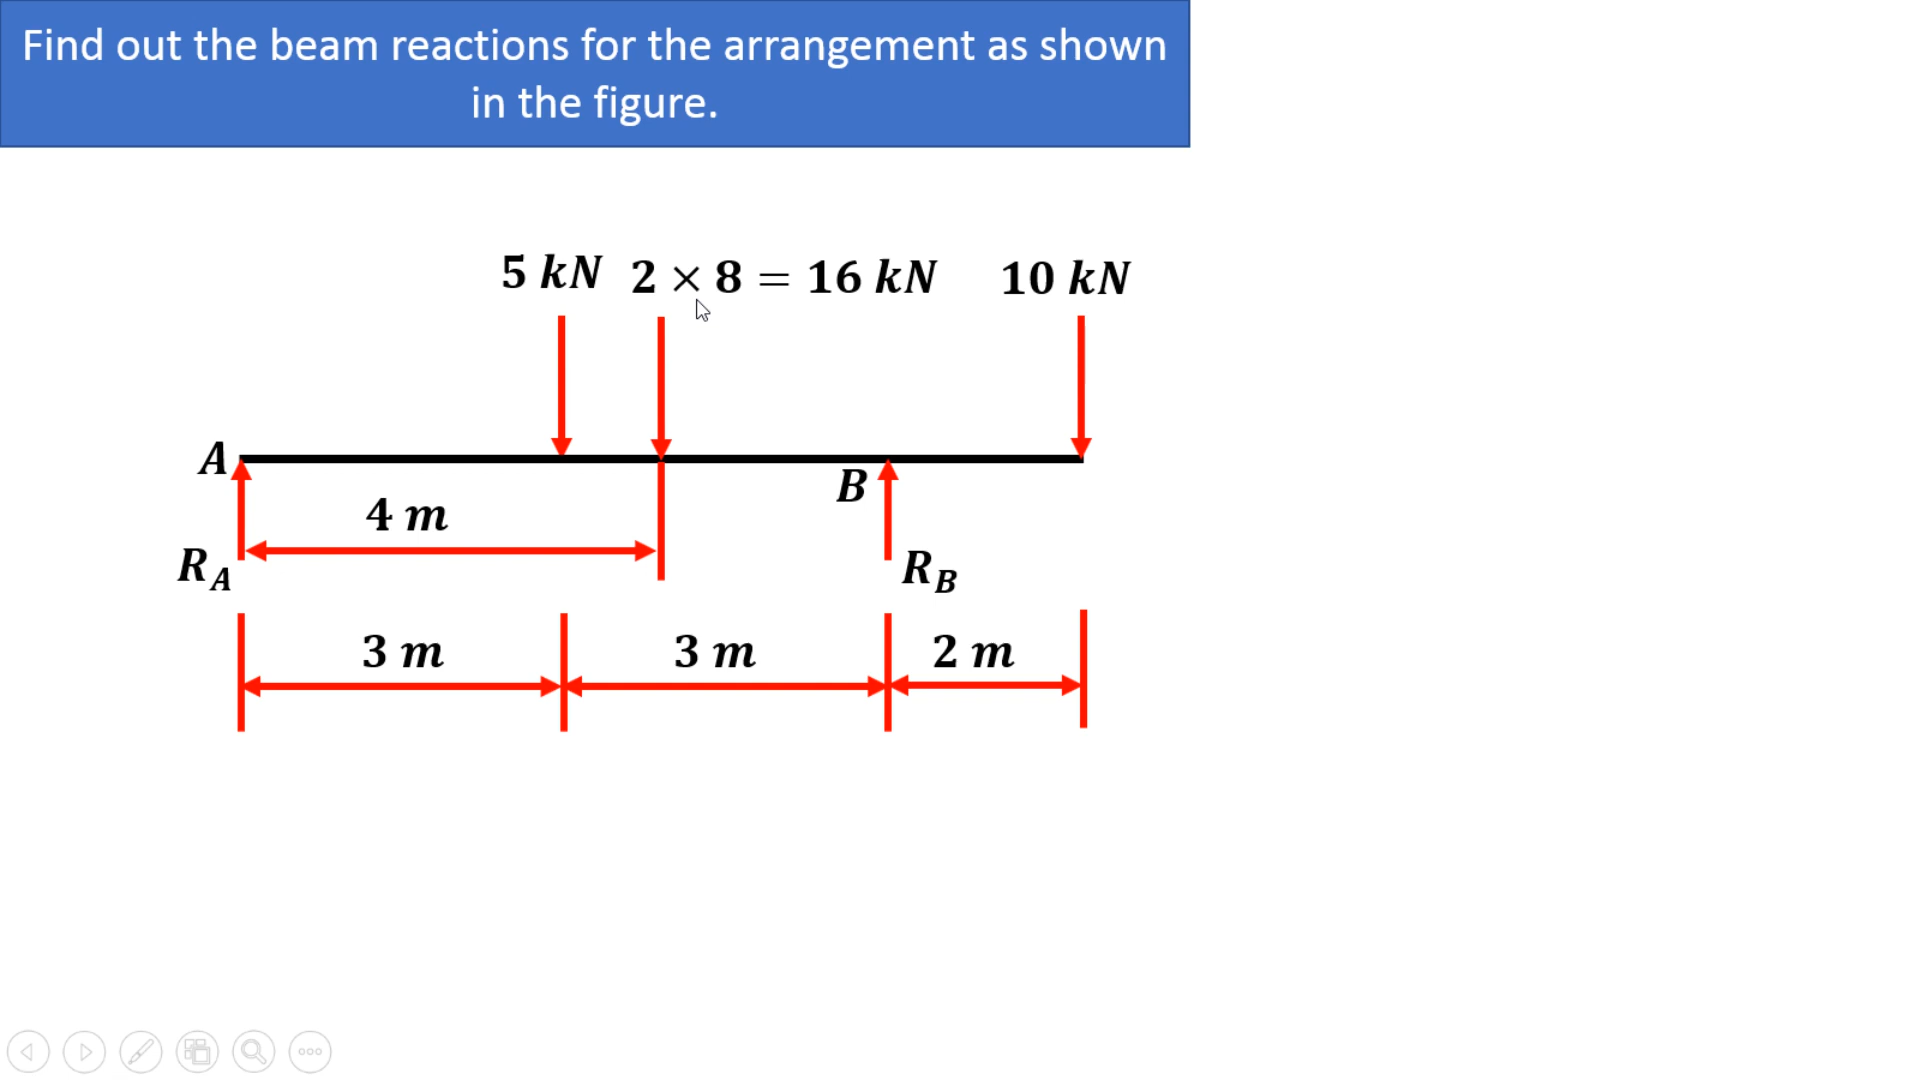 Find out the beam reactions for the arrangement as shown
in the figure.
5 kN 2 × 8 = 16 kN 10 kN
A
B
4 m
R_A
R_B
3 m 3 m 2 m